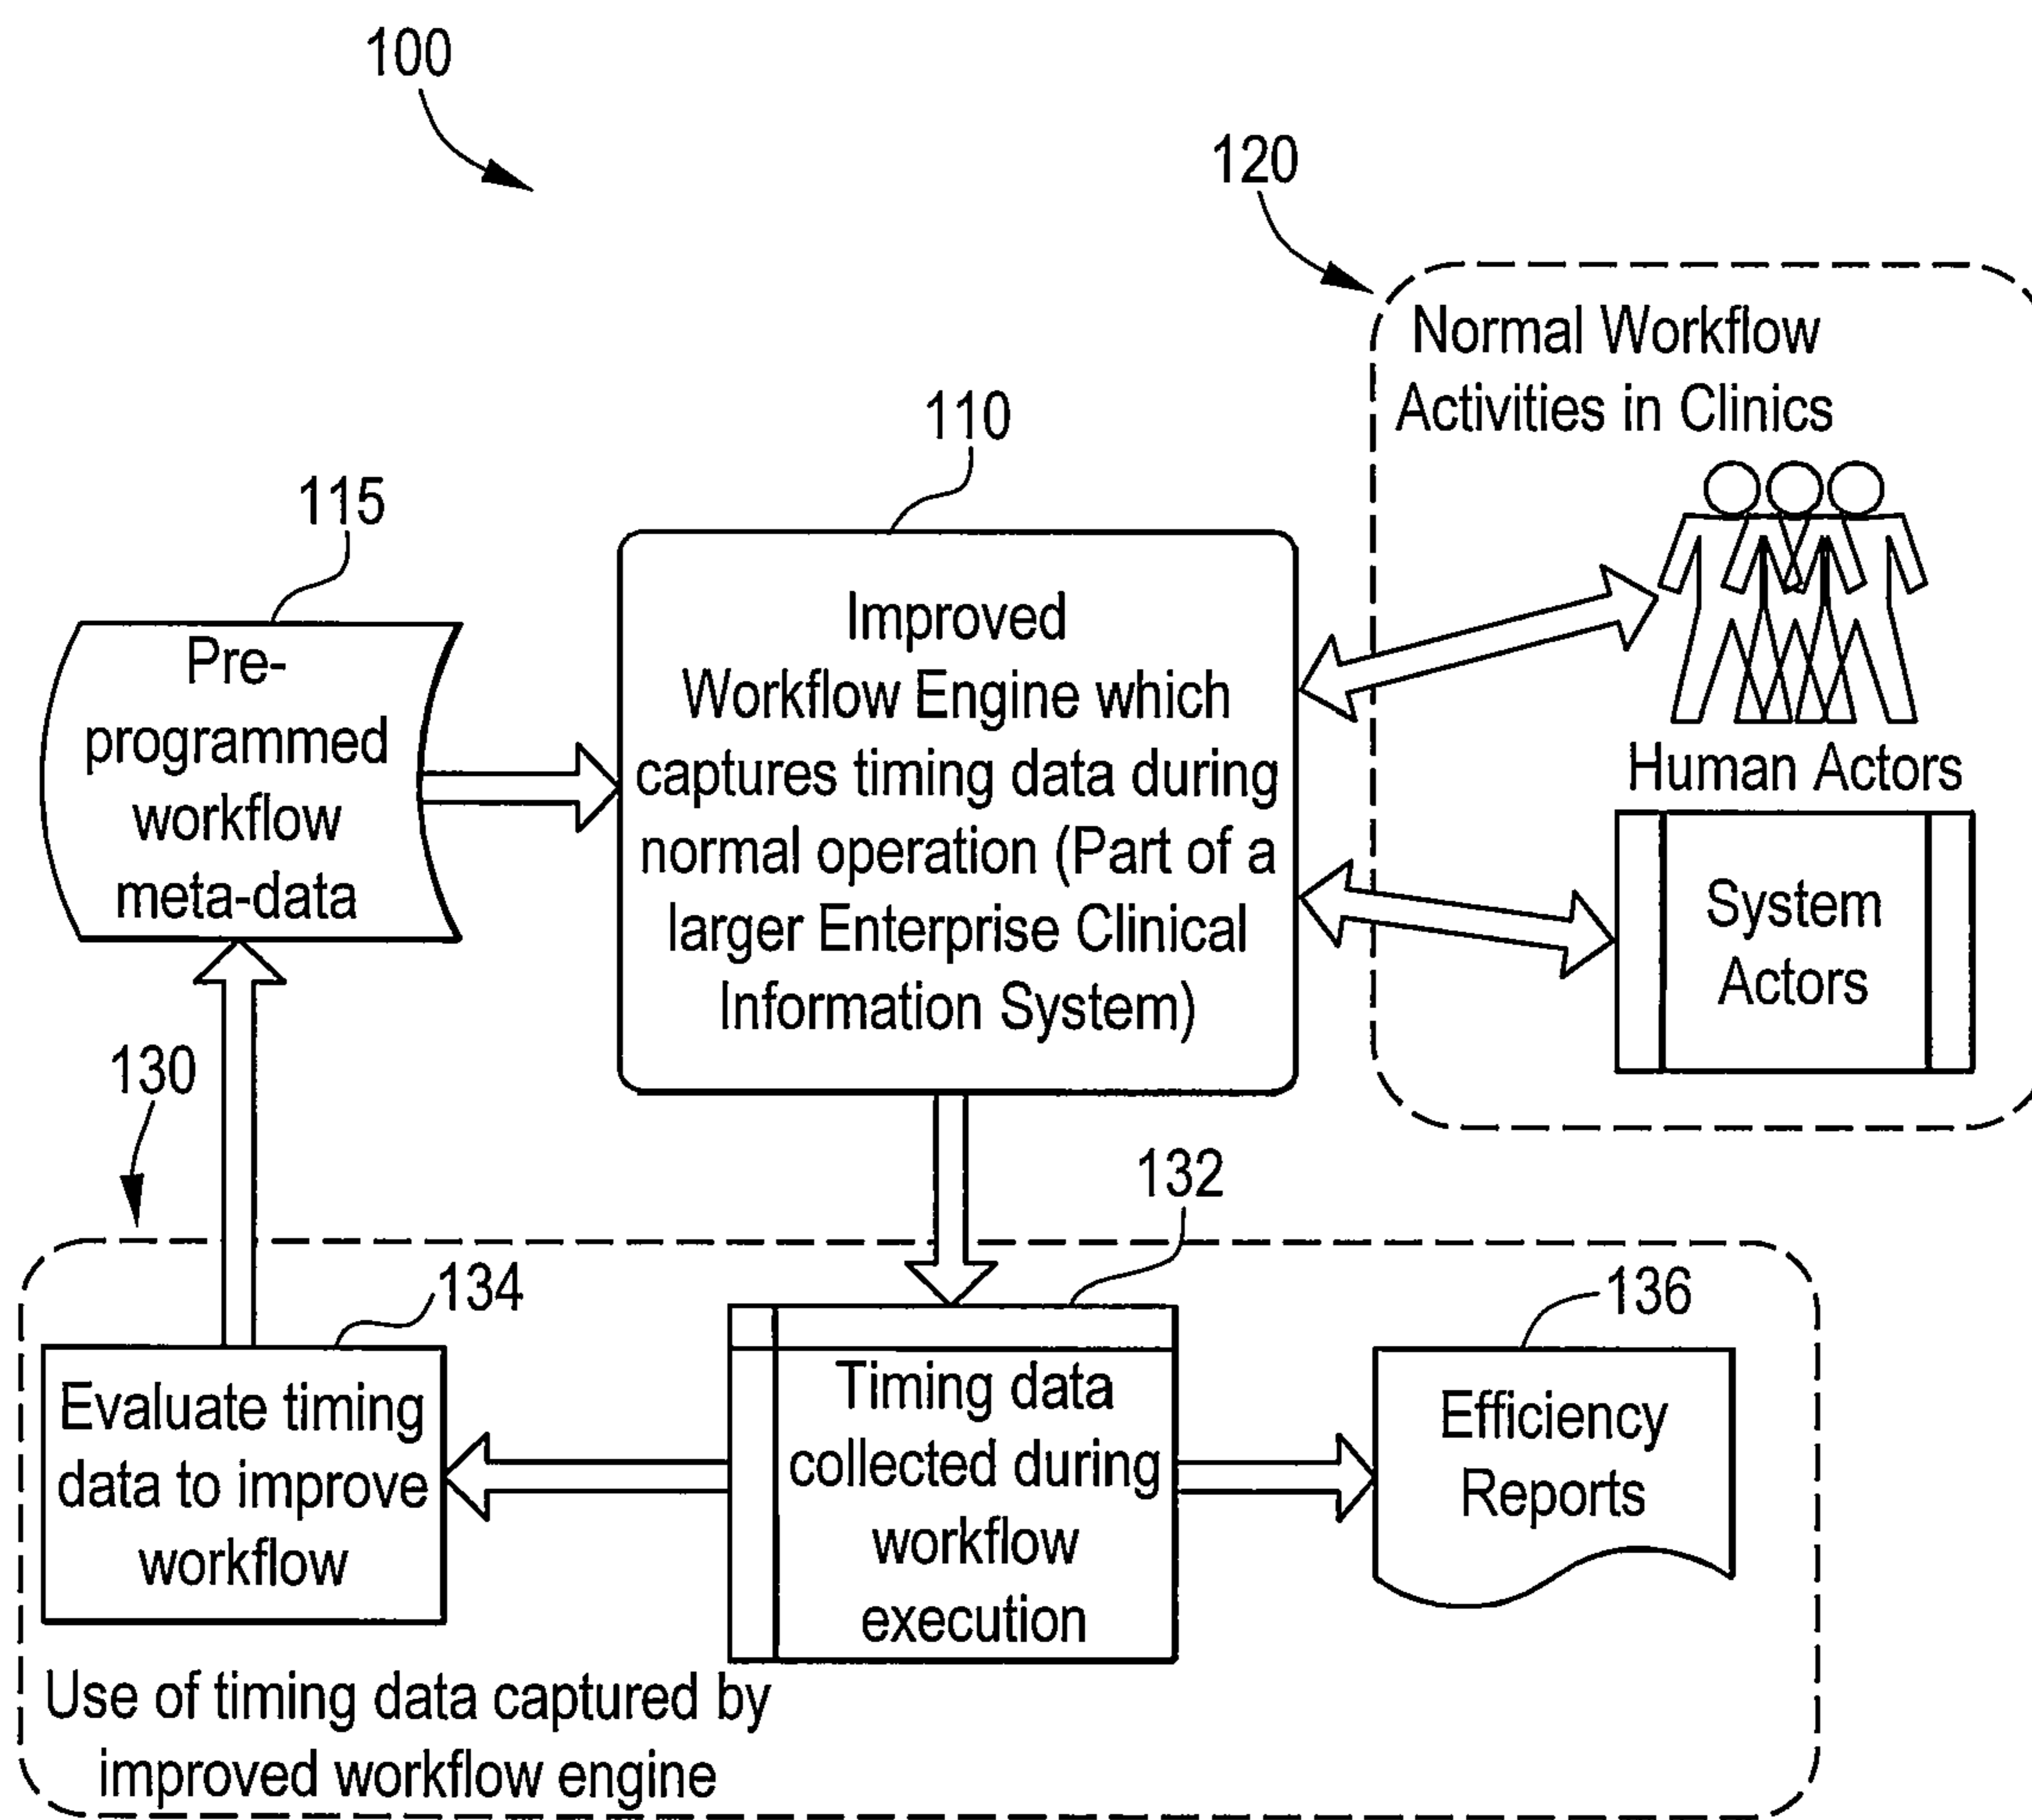 100
120
Normal Workflow
Activities in Clinics
110
115
Improved
Workflow Engine which
captures timing data during
normal operation (Part of a
larger Enterprise Clinical
Information System)
Pre-
programmed
workflow
meta-data
Human Actors
System
Actors
130
132
134
136
Evaluate timing
data to improve
workflow
Timing data
collected during
workflow
execution
Efficiency
Reports
Use of timing data captured by
improved workflow engine